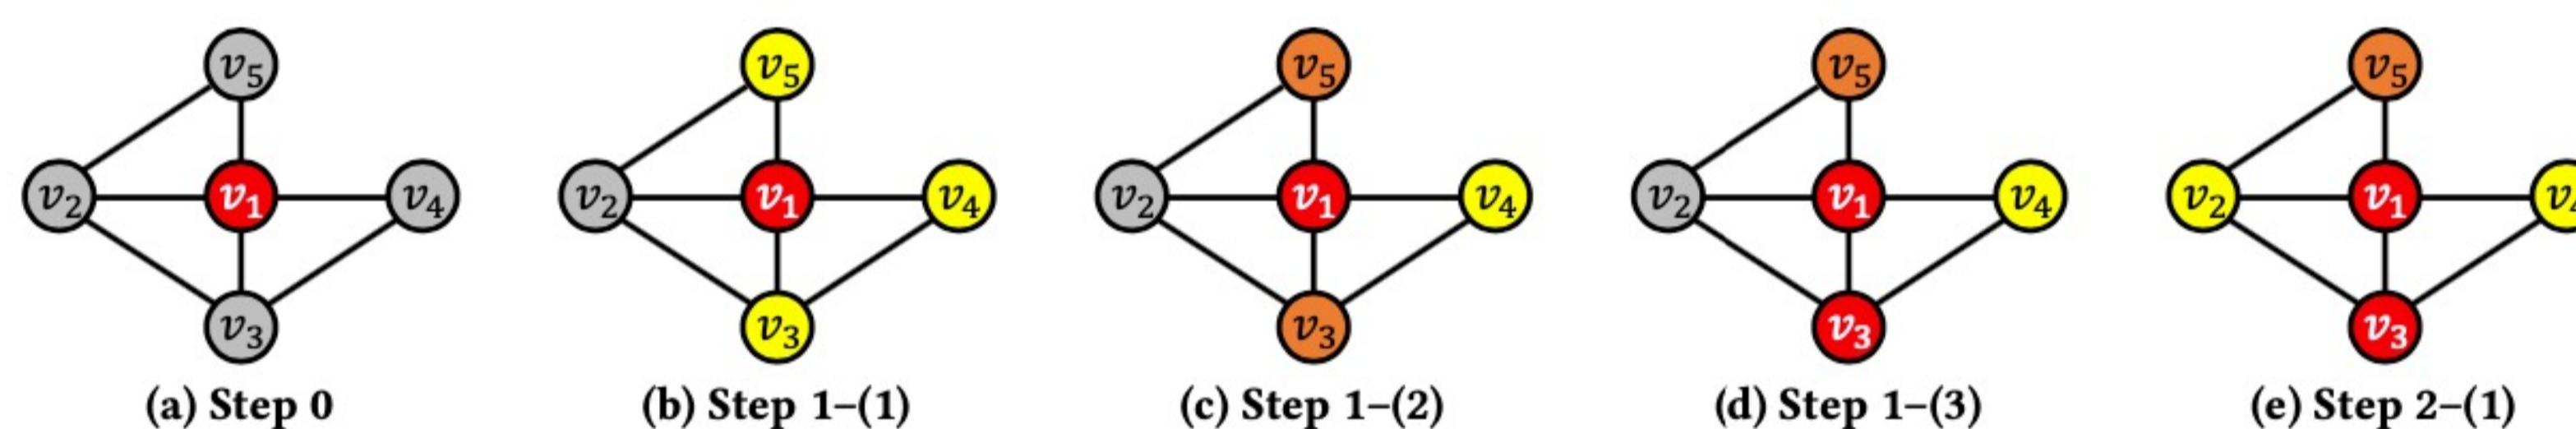 v5 v5 v5 v5 v5
v2 v1 v4 v2 v1 v4 v2 v1 v4 v2 v1 v4 v2 v1
v3 v3 v3 v3 v3
(a) Step 0 (b) Step 1–(1) (c) Step 1–(2) (d) Step 1–(3) (e) Step 2–(1)